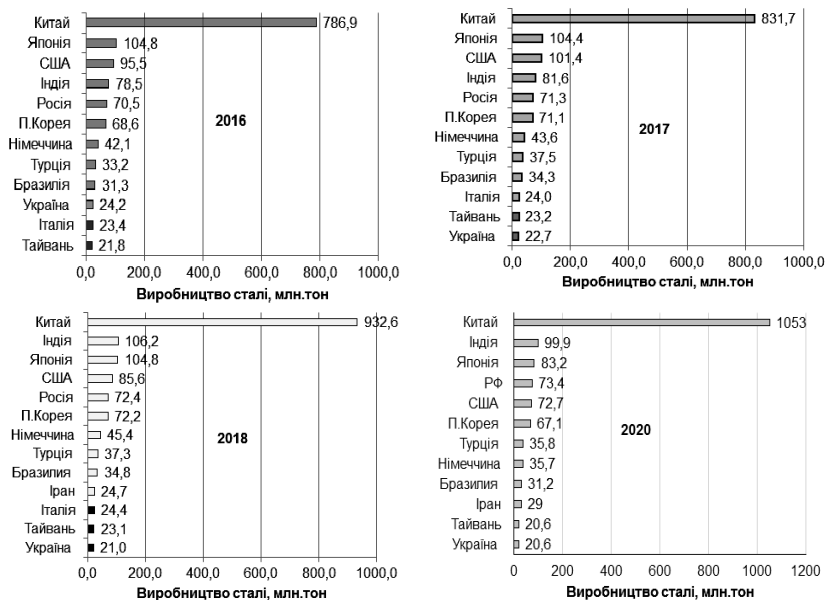 Китай 786,9
Японія 104,8
США 95,5
Індія 78,5
Росія 70,5
П.Корея 68,6
Німеччина 42,1
Турція 33,2
Бразилія 31,3
Україна 24,2
Італія 23,4
Тайвань 21,8
2016
0,0 200,0 400,0 600,0 800,0 1000,0
Виробництво сталі, млн.тон
Китай 831,7
Японія 104,4
США 101,4
Індія 81,6
Росія 71,3
П.Корея 71,1
Німеччина 43,6
Турція 37,5
Бразилія 34,3
Італія 24,0
Тайвань 23,2
Україна 22,7
2017
0,0 200,0 400,0 600,0 800,0 1000,0
Виробництво сталі, млн.тон
Китай 932,6
Індія 106,2
Японія 104,8
США 85,6
Росія 72,4
П.Корея 72,2
Німеччина 45,4
Турція 37,3
Бразилия 34,8
Іран 24,7
Італія 24,4
Тайвань 23,1
Україна 21,0
2018
0,0 200,0 400,0 600,0 800,0 1000,0
Виробництво сталі, млн.тон
Китай 1053
Індія 99,9
Японія 83,2
РФ 73,4
США 72,7
П.Корея 67,1
Турція 35,8
Німеччина 35,7
Бразилия 31,2
Іран 29
Тайвань 20,6
Україна 20,6
2020
0 200 400 600 800 1000 1200
Виробництво сталі, млн.тон